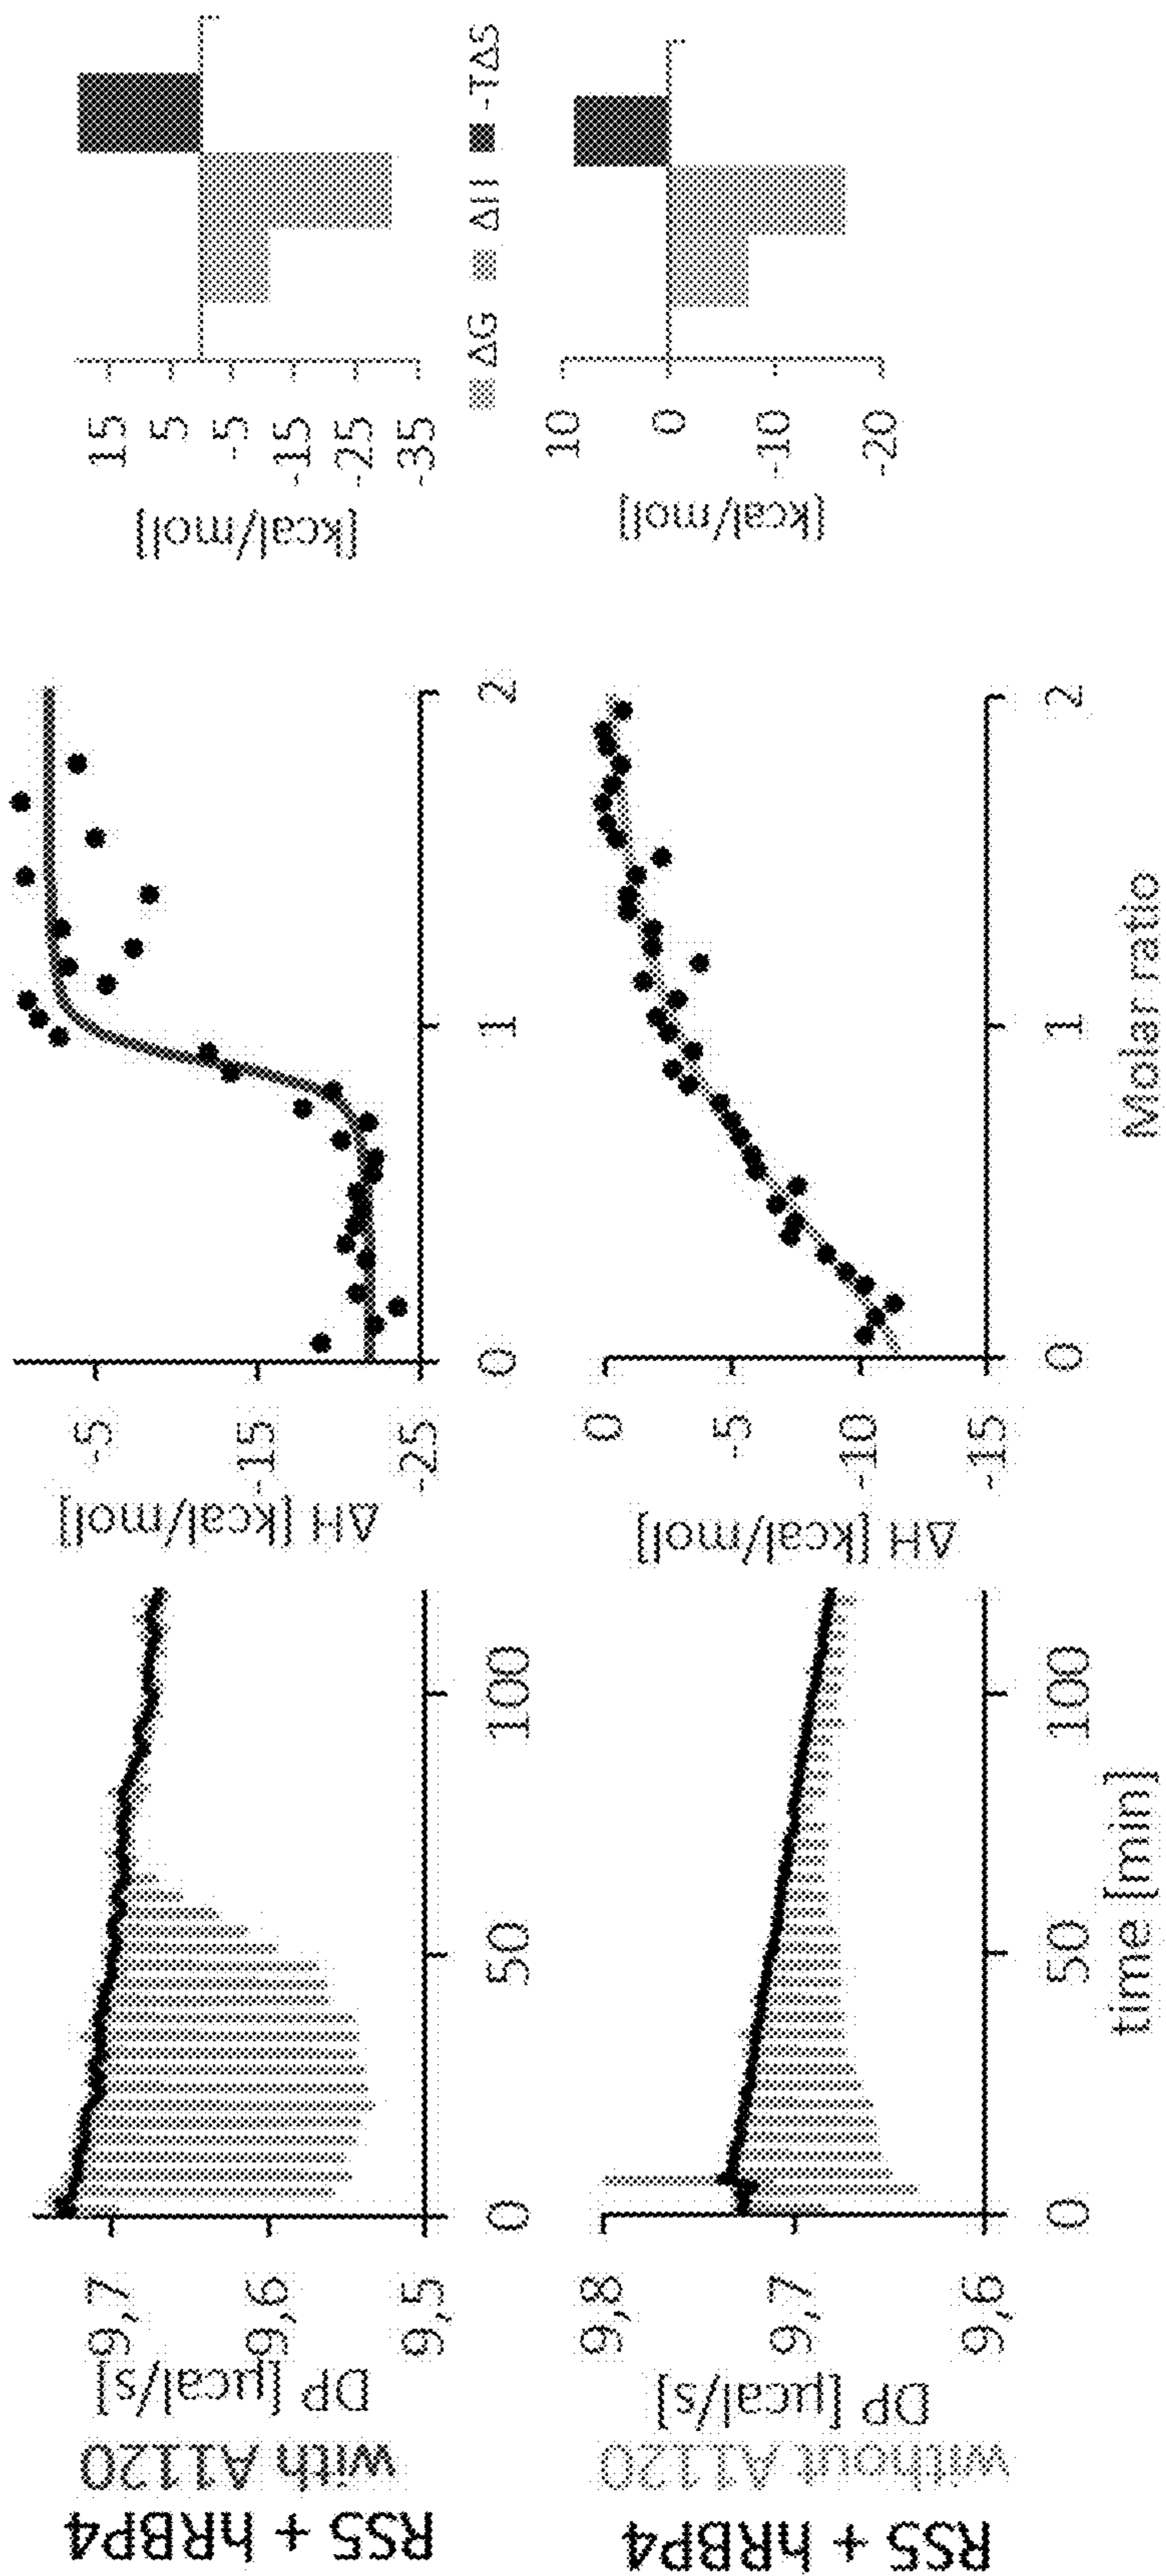 RS5 + hRBP4
with A1120
DP [µcal/s]
9,7
9,6
9,5
0
50
100
ΔH [kcal/mol]
-5
-15
-25
0
1
2
[kcal/mol]
15
5
-5
-15
-25
-35
ΔG ΔH -TΔS
RS5 + hRBP4
without A1120
DP [µcal/s]
9,8
9,7
9,6
0
50
100
time [min]
ΔH [kcal/mol]
0
-5
-10
-15
0
1
2
Molar ratio
[kcal/mol]
10
0
-10
-20